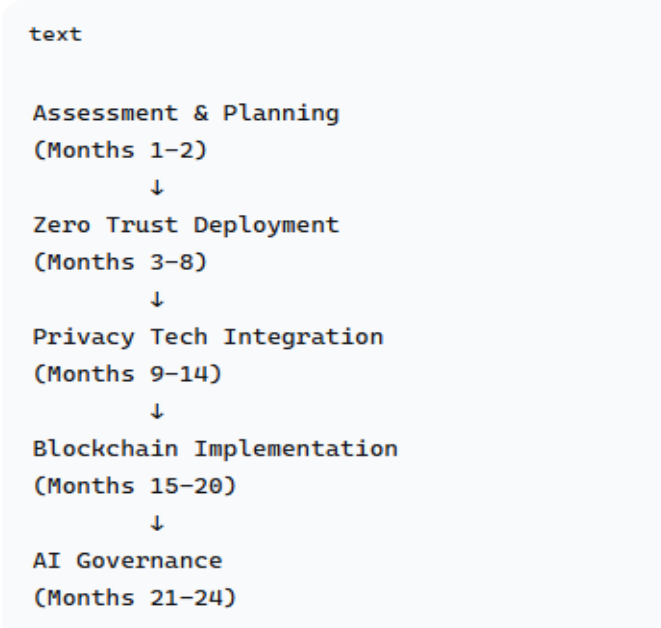 text
Assessment & Planning
(Months 1–2)
↓
Zero Trust Deployment
(Months 3–8)
↓
Privacy Tech Integration
(Months 9–14)
↓
Blockchain Implementation
(Months 15–20)
↓
AI Governance
(Months 21–24)